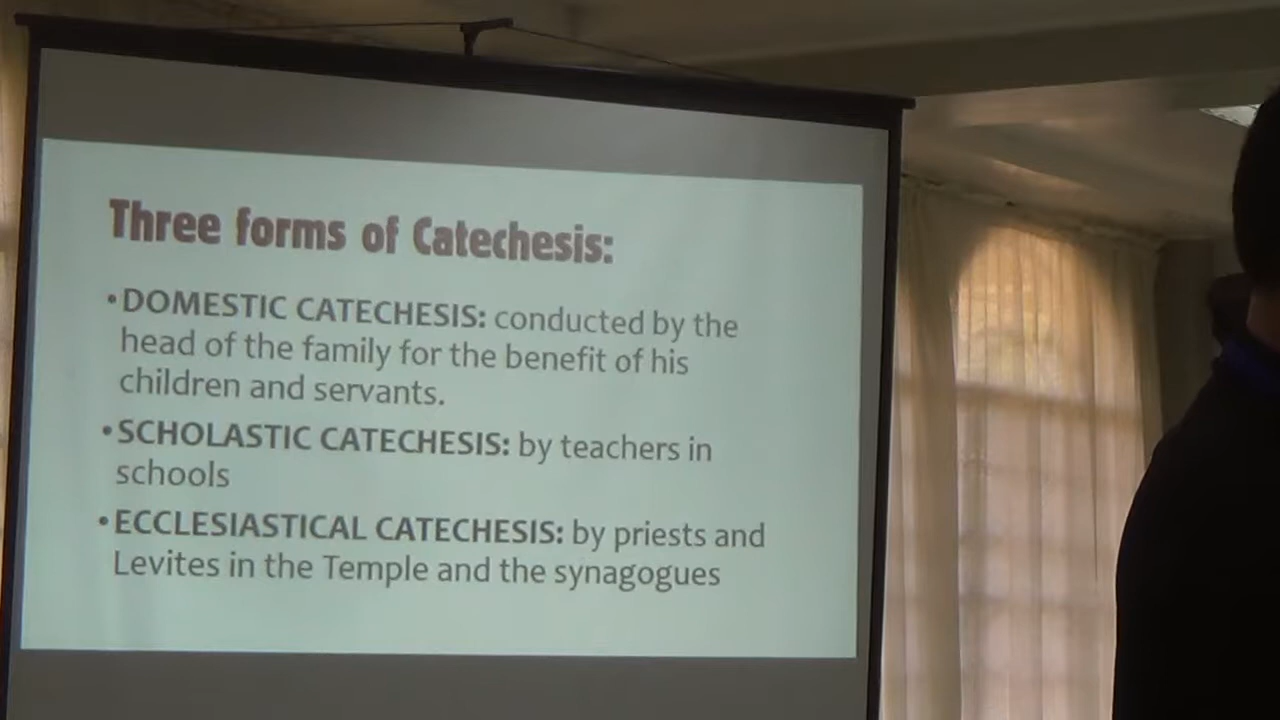 Three forms of Catechesis:
•DOMESTIC CATECHESIS: conducted by the
head of the family for the benefit of his
children and servants.
•SCHOLASTIC CATECHESIS: by teachers in
schools
•ECCLESIASTICAL CATECHESIS: by priests and
Levites in the Temple and the synagogues